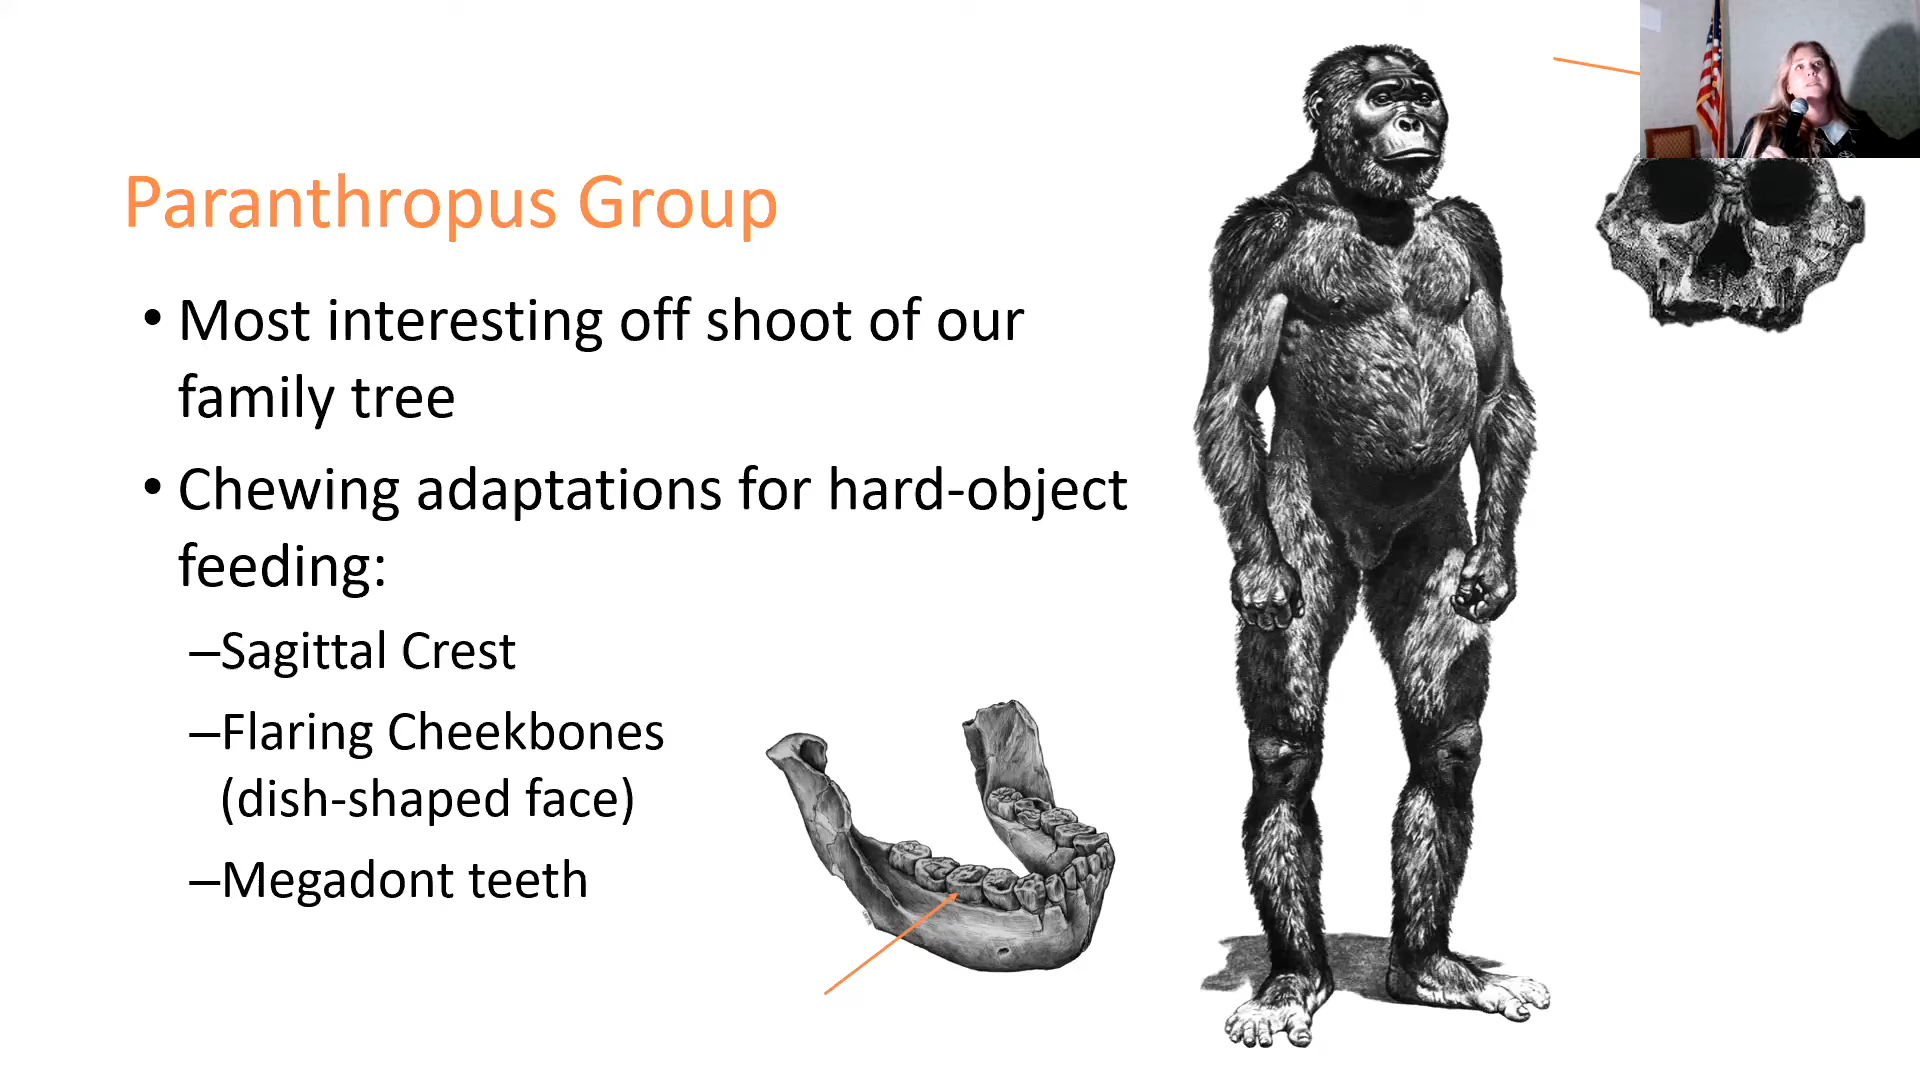 Paranthropus Group
• Most interesting off shoot of our
family tree
• Chewing adaptations for hard-object
feeding:
–Sagittal Crest
–Flaring Cheekbones
(dish-shaped face)
–Megadont teeth